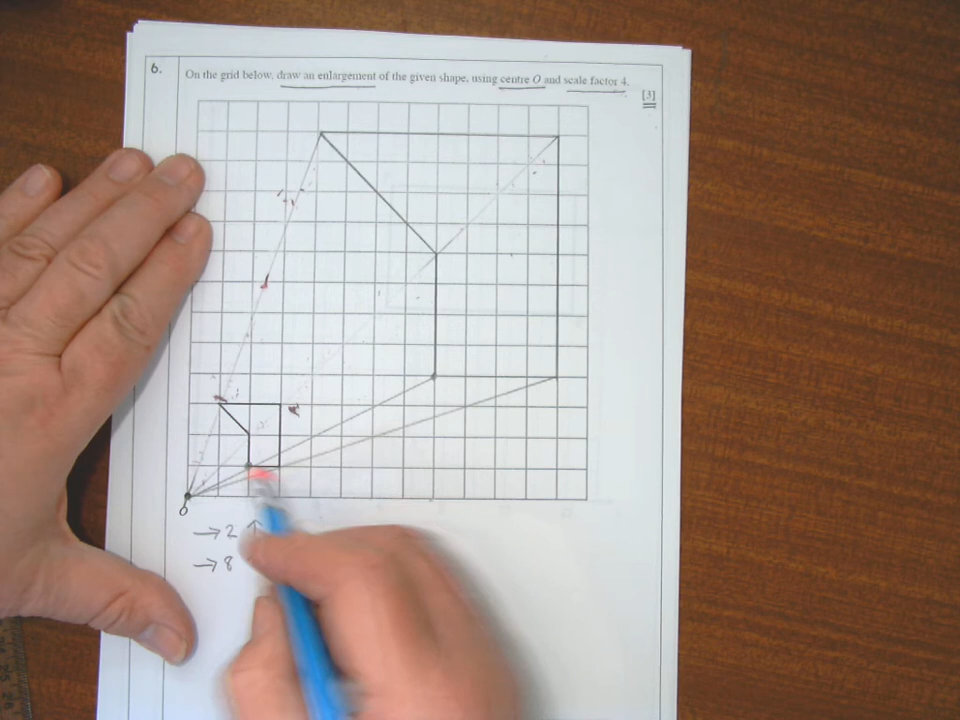 6.
On the grid below, draw an enlargement of the given shape, using centre O and scale factor 4.
[3]
O
→2 ↑
→8